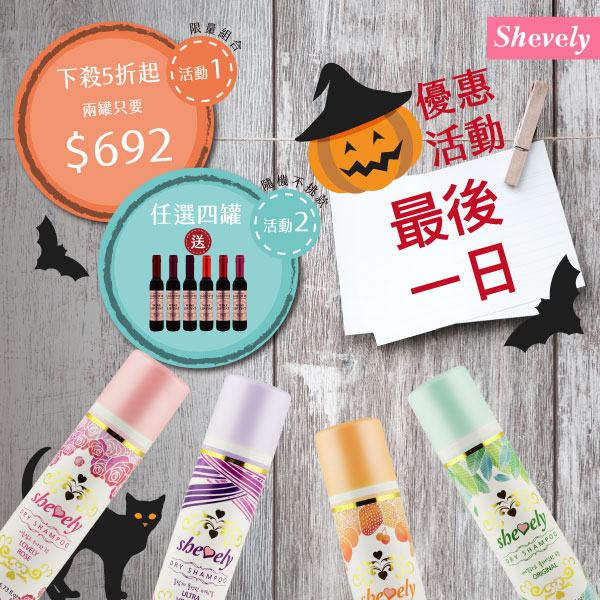 Shevely
限量組合
活動1
下殺5折起
兩罐只要
$692
優惠
活動
最後
一日
隨機不挑款
活動2
任選四罐
送
shevely
DRY SHAMPOO
LOVELY
ROSE
shevely
DRY SHAMPOO
ULTRA
shevely
shevely
DRY SHAMPOO
ORIGINAL